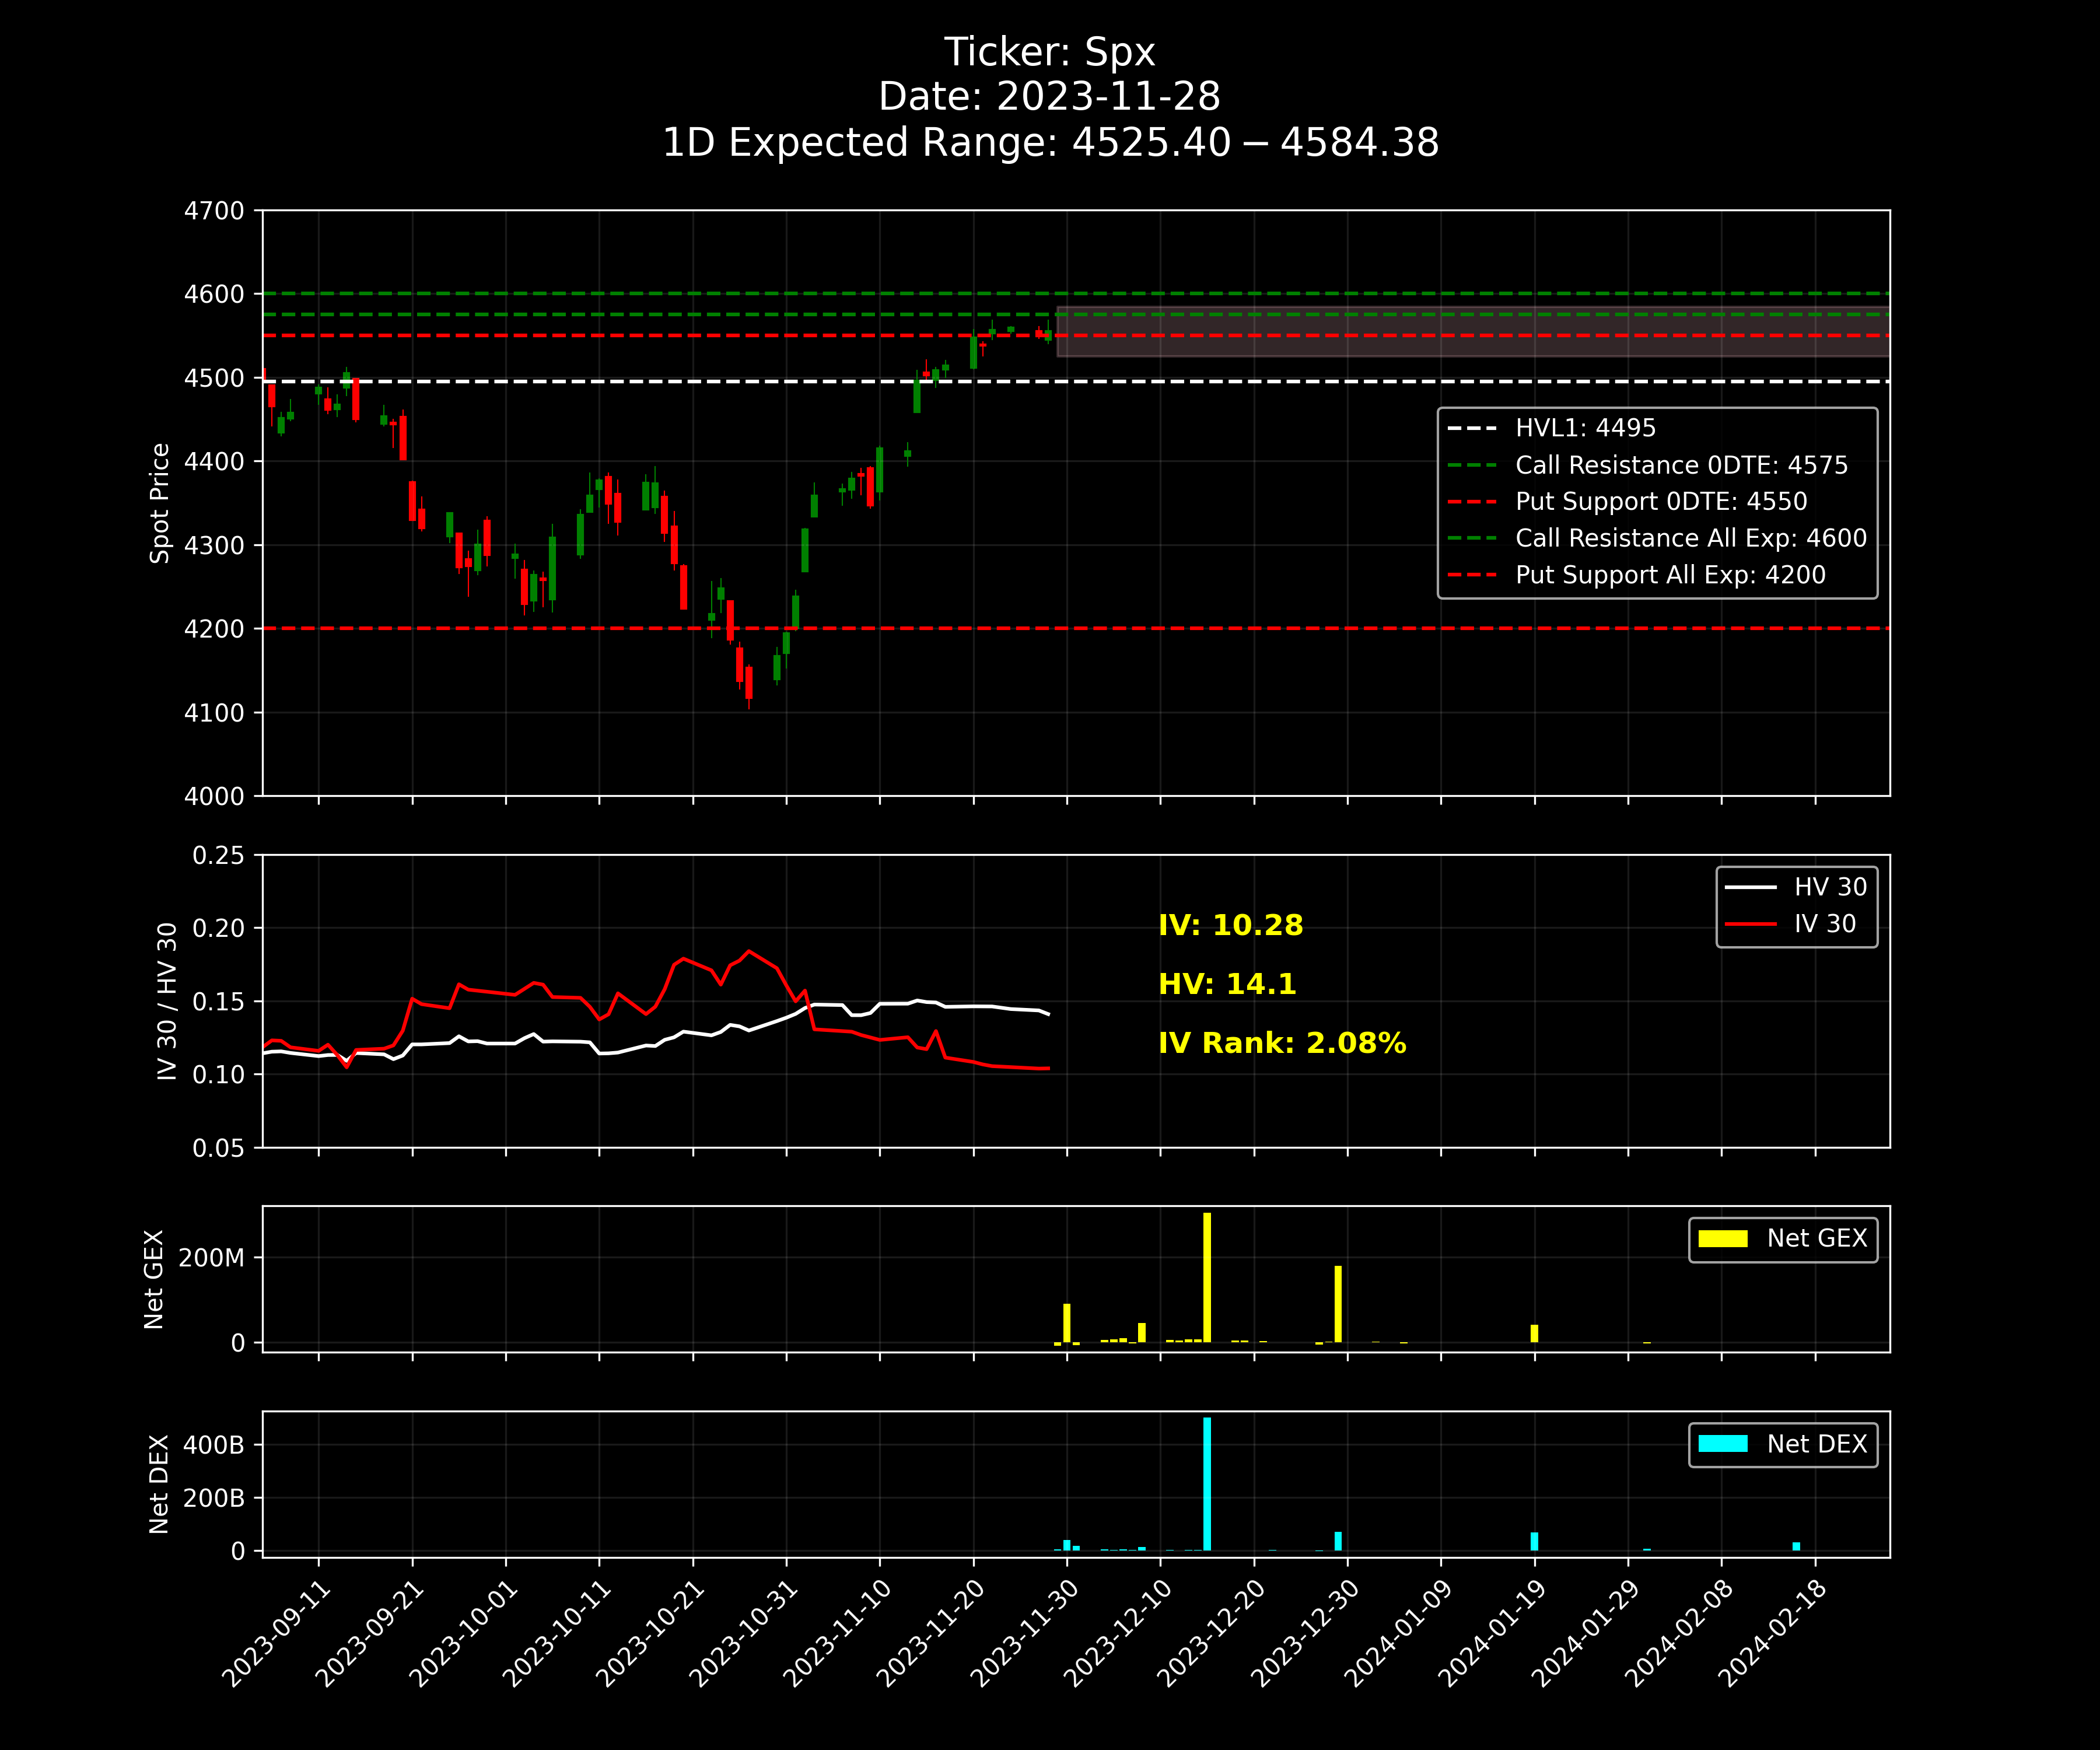 Ticker: Spx
Date: 2023-11-28
1D Expected Range: 4525.40 − 4584.38
Spot Price
4700
4600
4500
4400
4300
4200
4100
4000
HVL1: 4495
Call Resistance 0DTE: 4575
Put Support 0DTE: 4550
Call Resistance All Exp: 4600
Put Support All Exp: 4200
IV 30 / HV 30
0.25
0.20
0.15
0.10
0.05
IV: 10.28
HV: 14.1
IV Rank: 2.08%
HV 30
IV 30
Net GEX
200M
0
Net GEX
Net DEX
400B
200B
0
Net DEX
2023-09-11
2023-09-21
2023-10-01
2023-10-11
2023-10-21
2023-10-31
2023-11-10
2023-11-20
2023-11-30
2023-12-10
2023-12-20
2023-12-30
2024-01-09
2024-01-19
2024-01-29
2024-02-08
2024-02-18